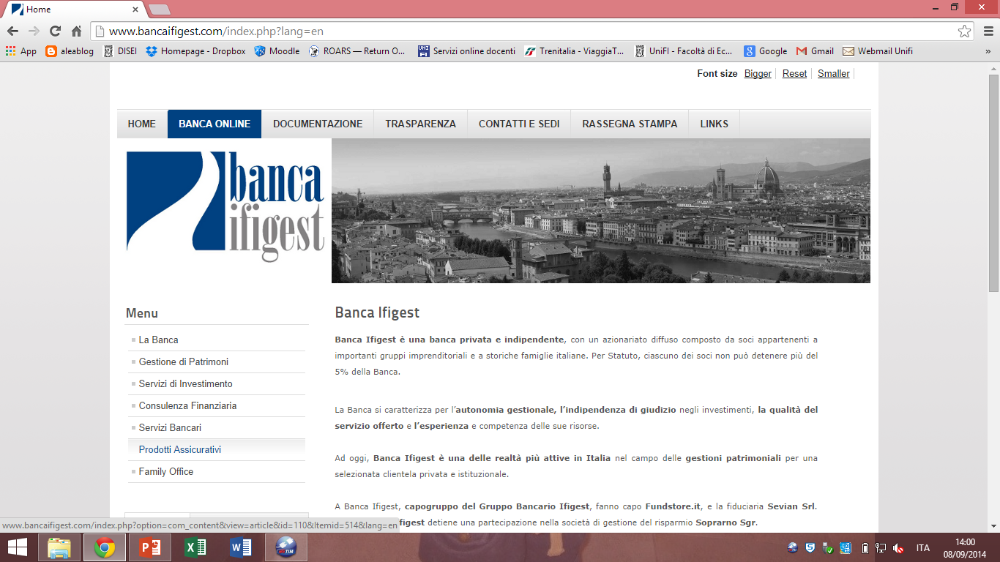 Home
www.bancaifigest.com/index.php?lang=en
App aleablog DISEI Homepage - Dropbox Moodle ROARS — Return O... Servizi online docenti Trenitalia - ViaggiaT... UniFI - Facoltà di Ec... Google Gmail Webmail Unifi »
Font size Bigger Reset Smaller
HOME BANCA ONLINE DOCUMENTAZIONE TRASPARENZA CONTATTI E SEDI RASSEGNA STAMPA LINKS
banca
ifigest
Menu
La Banca
Gestione di Patrimoni
Servizi di Investimento
Consulenza Finanziaria
Servizi Bancari
Prodotti Assicurativi
Family Office
Banca Ifigest
Banca Ifigest è una banca privata e indipendente, con un azionariato diffuso composto da soci appartenenti a
importanti gruppi imprenditoriali e a storiche famiglie italiane. Per Statuto, ciascuno dei soci non può detenere più del
5% della Banca.
La Banca si caratterizza per l'autonomia gestionale, l'indipendenza di giudizio negli investimenti, la qualità del
servizio offerto e l'esperienza e competenza delle sue risorse.
Ad oggi, Banca Ifigest è una delle realtà più attive in Italia nel campo delle gestioni patrimoniali per una
selezionata clientela privata e istituzionale.
A Banca Ifigest, capogruppo del Gruppo Bancario Ifigest, fanno capo Fundstore.it, e la fiduciaria Sevian Srl.
ifigest detiene una partecipazione nella società di gestione del risparmio Soprarno Sgr.
www.bancaifigest.com/index.php?option=com_content&view=article&id=110&Itemid=514&lang=en
TIM
ITA
14:00
08/09/2014